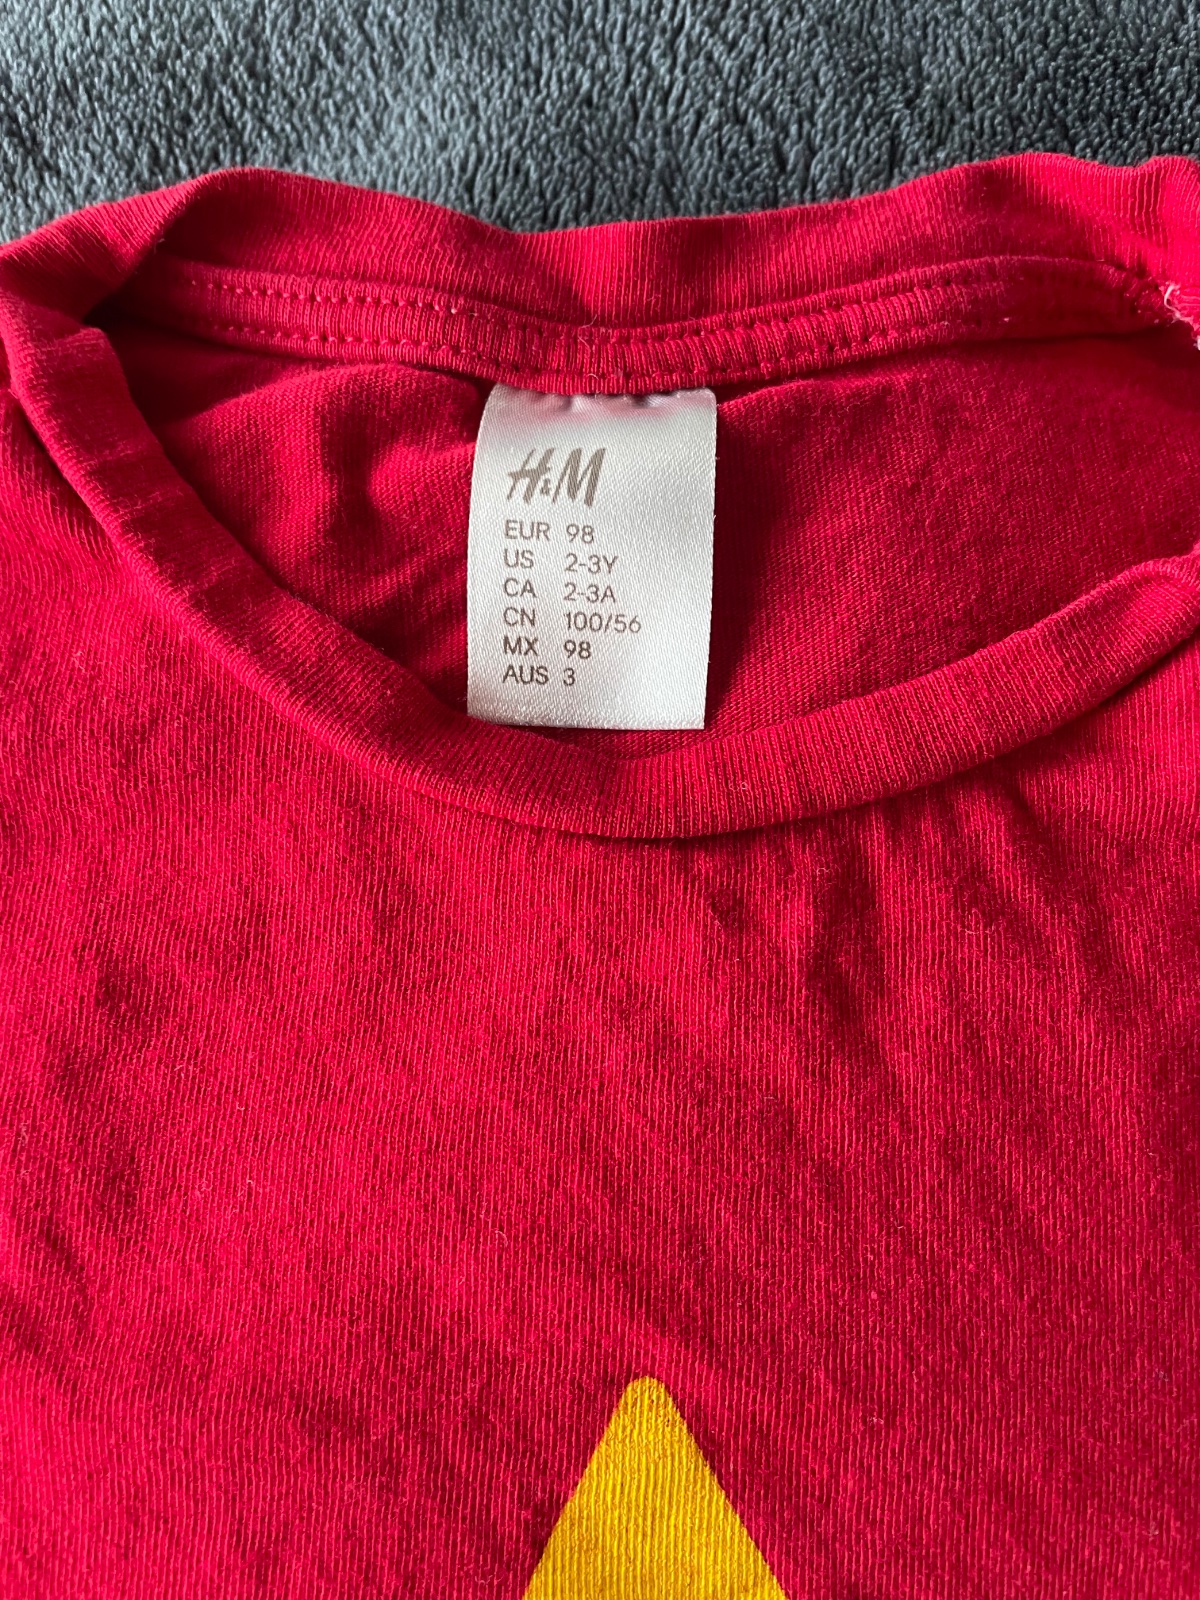 H&M
EUR 98
US 2-3Y
CA 2-3A
CN 100/56
MX 98
AUS 3